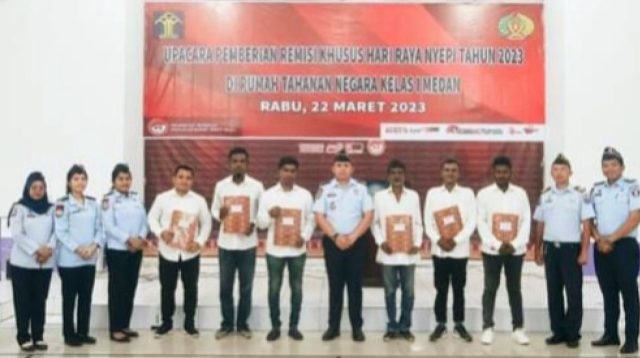 UPACARA PEMBERIAN REMISI KHUSUS HARI RAYA NYEPI TAHUN 2023
DI RUMAH TAHANAN NEGARA KELAS I MEDAN
RABU, 22 MARET 2023